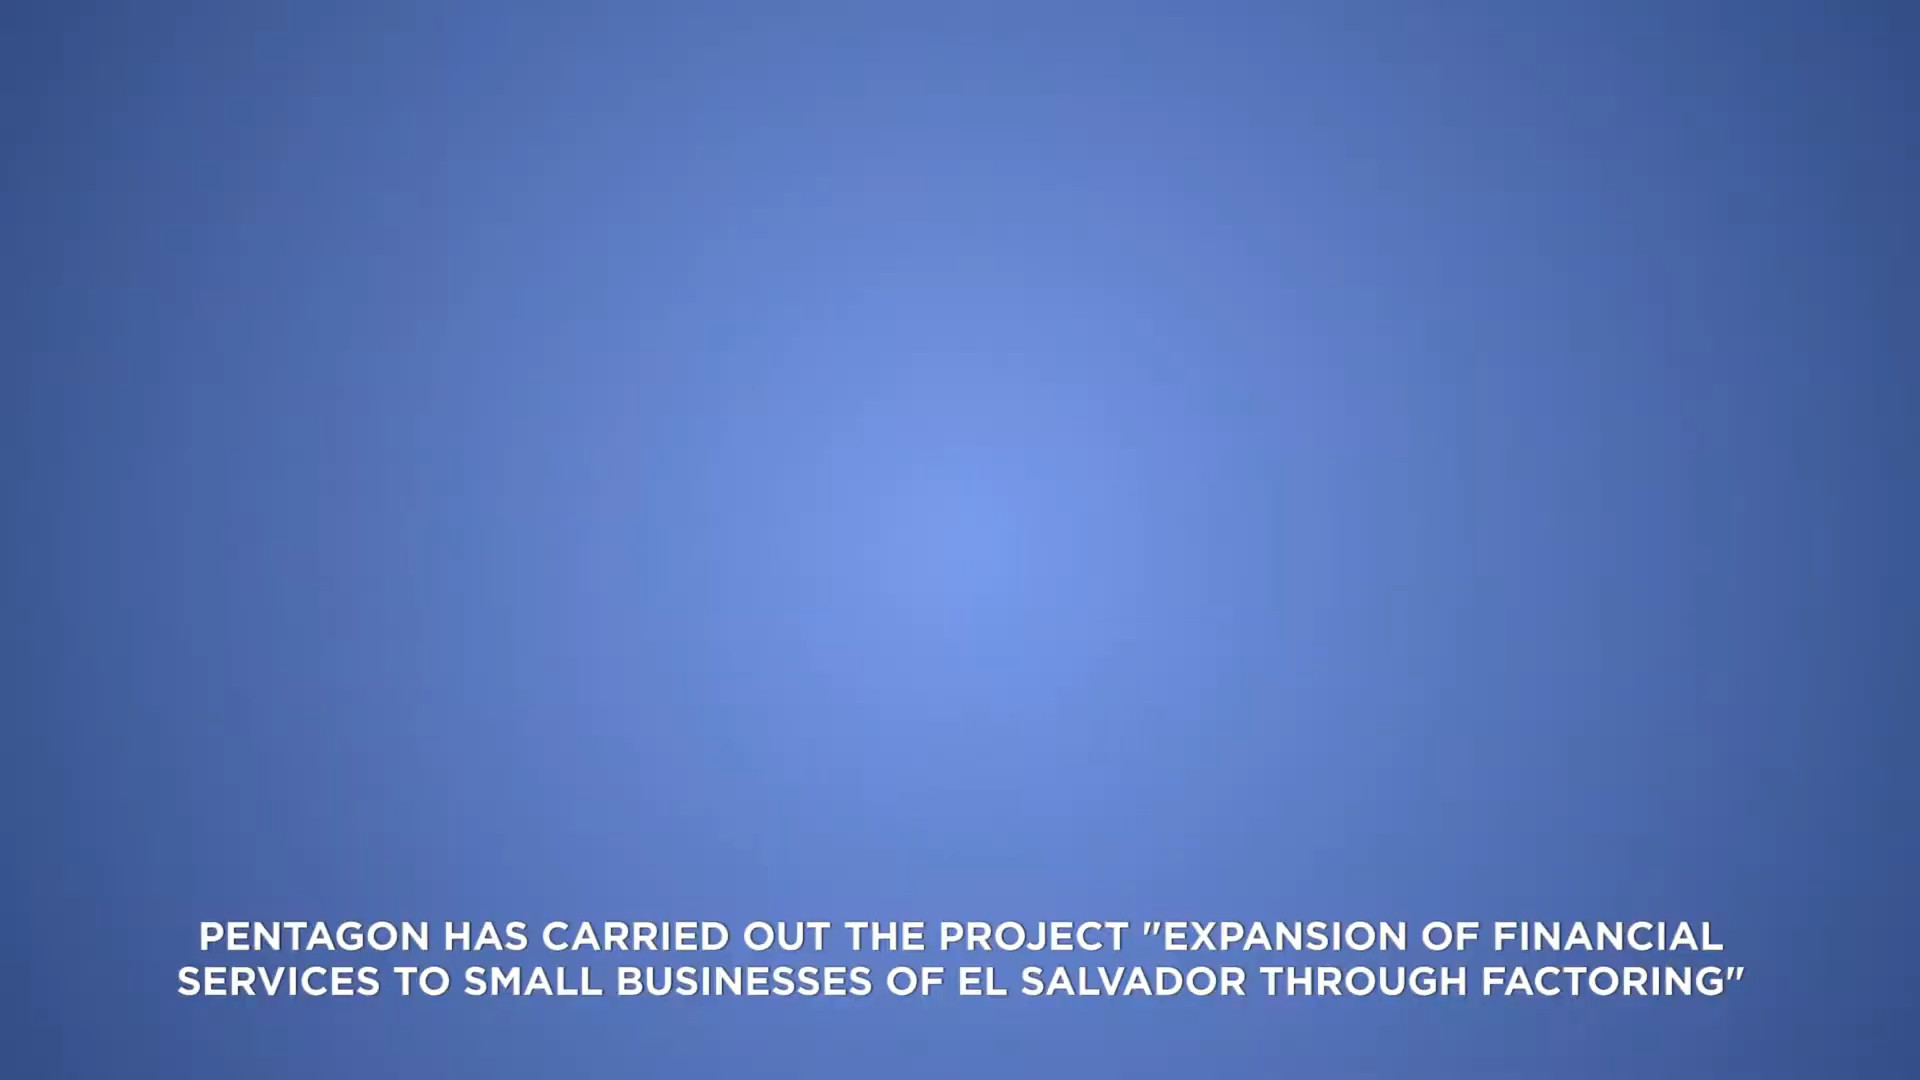 PENTAGON HAS CARRIED OUT THE PROJECT "EXPANSION OF FINANCIAL
SERVICES TO SMALL BUSINESSES OF EL SALVADOR THROUGH FACTORING"